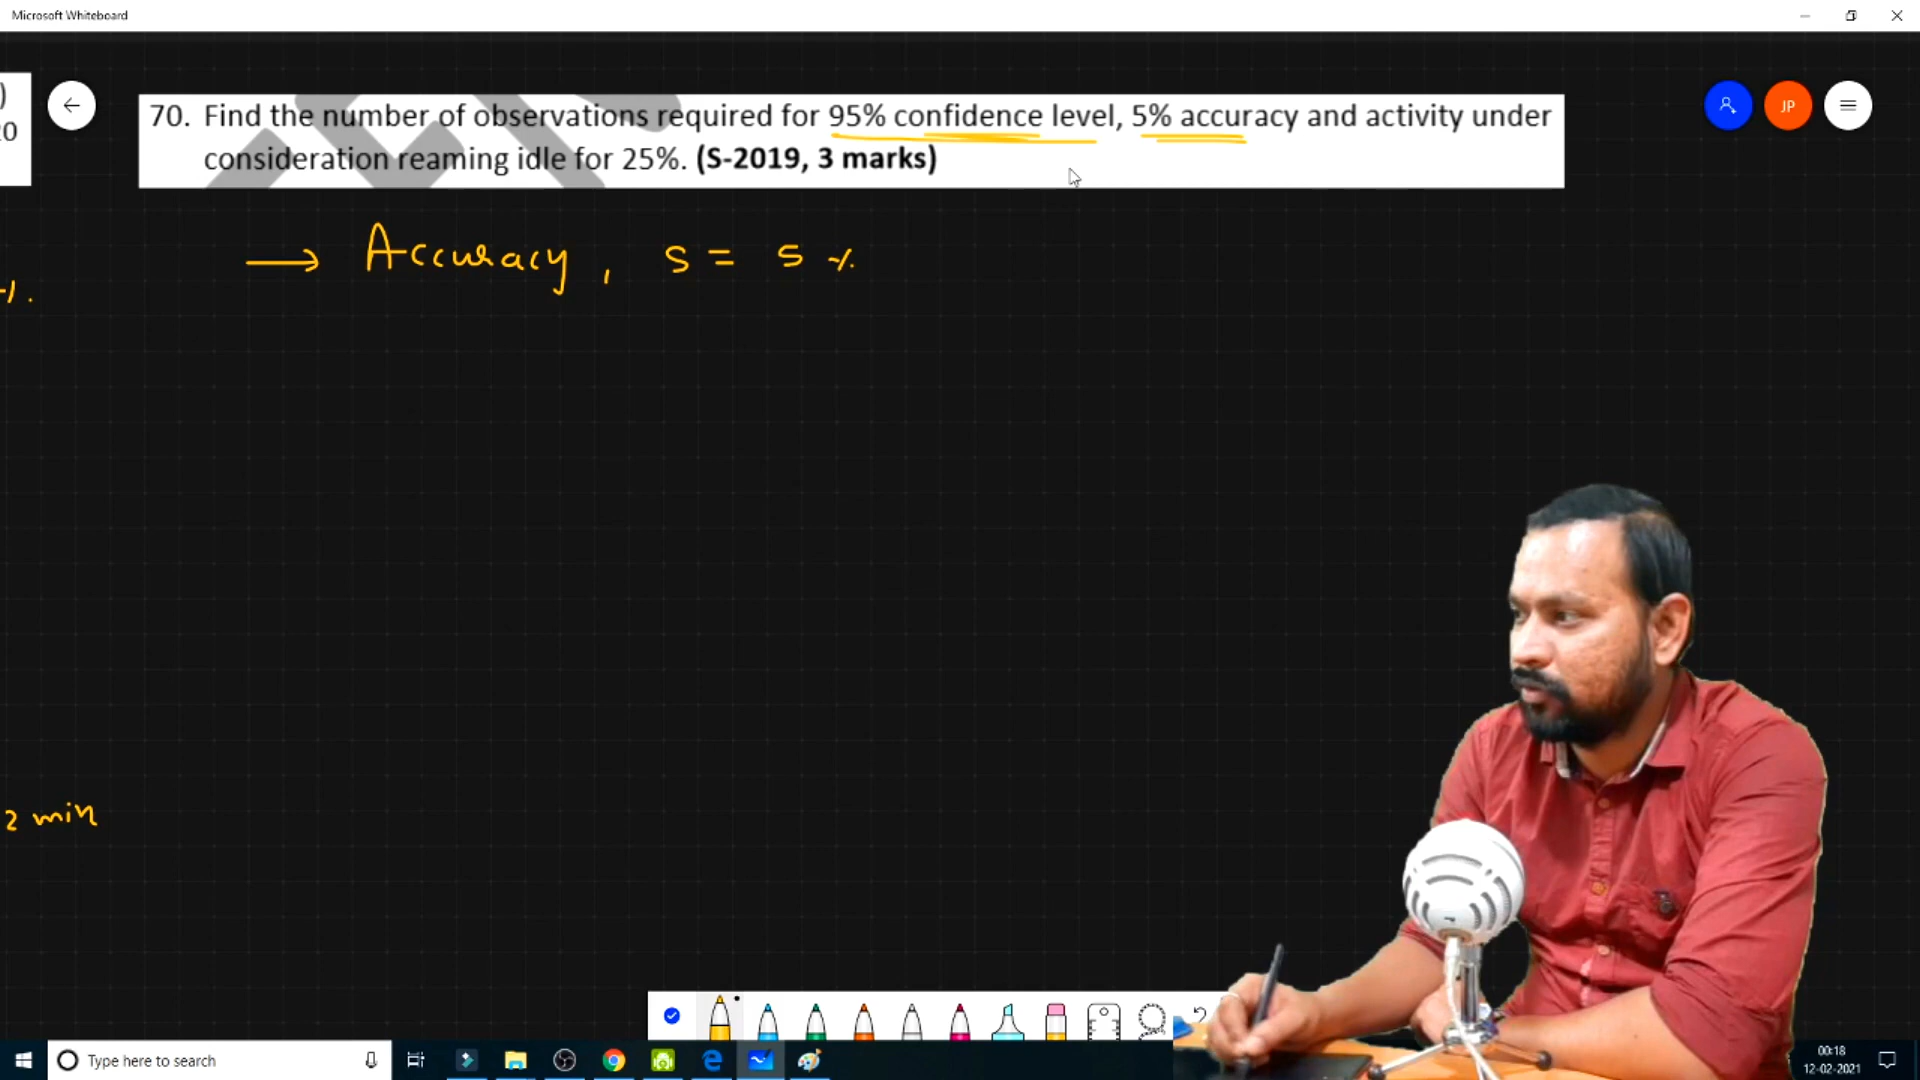 Microsoft Whiteboard
)
20
JP
70. Find the number of observations required for 95% confidence level, 5% accuracy and activity under
consideration reaming idle for 25%. (S-2019, 3 marks)
→ Accuracy, s = 5 %
%.
2 min
Type here to search
00:18
12-02-2021